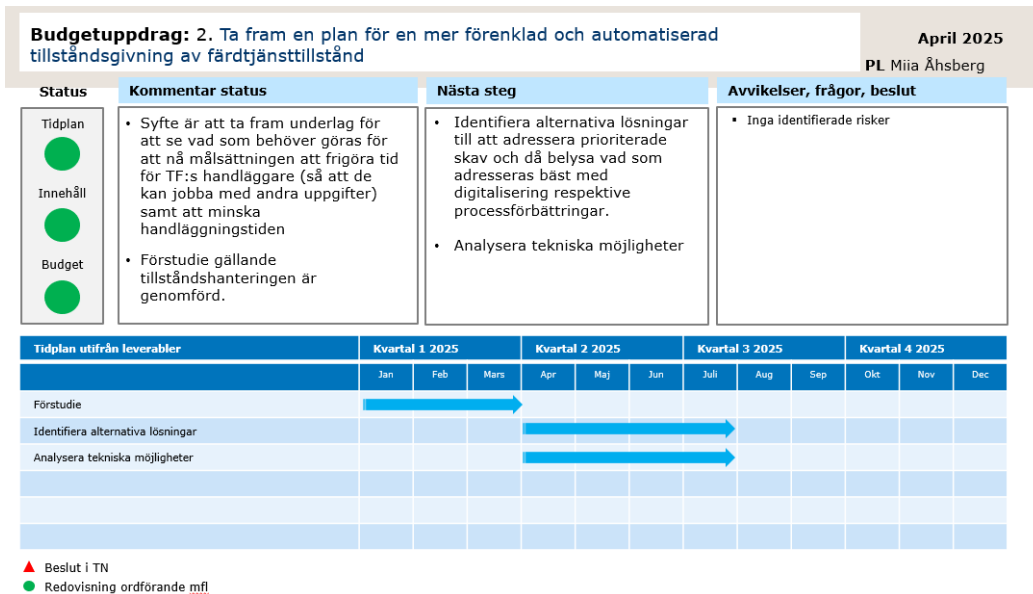 Budgetuppdrag: 2. Ta fram en plan för en mer förenklad och automatiserad
tillståndsgivning av färdtjänsttillstånd
April 2025
PL Miia Åhsberg
Status
Kommentar status
Nästa steg
Avvikelser, frågor, beslut
Tidplan
Innehåll
Budget
• Syfte är att ta fram underlag för
att se vad som behöver göras för
att nå målsättningen att frigöra tid
för TF:s handläggare (så att de
kan jobba med andra uppgifter)
samt att minska
handläggningstiden
• Förstudie gällande
tillståndshanteringen är
genomförd.
• Identifiera alternativa lösningar
till att adressera prioriterade
skav och då belysa vad som
adresseras bäst med
digitalisering respektive
processförbättringar.
• Analysera tekniska möjligheter
▪ Inga identifierade risker
Tidplan utifrån leverabler
Kvartal 1 2025
Kvartal 2 2025
Kvartal 3 2025
Kvartal 4 2025
Jan Feb Mars Apr Maj Jun Juli Aug Sep Okt Nov Dec
Förstudie
Identifiera alternativa lösningar
Analysera tekniska möjligheter
Beslut i TN
Redovisning ordförande mfl